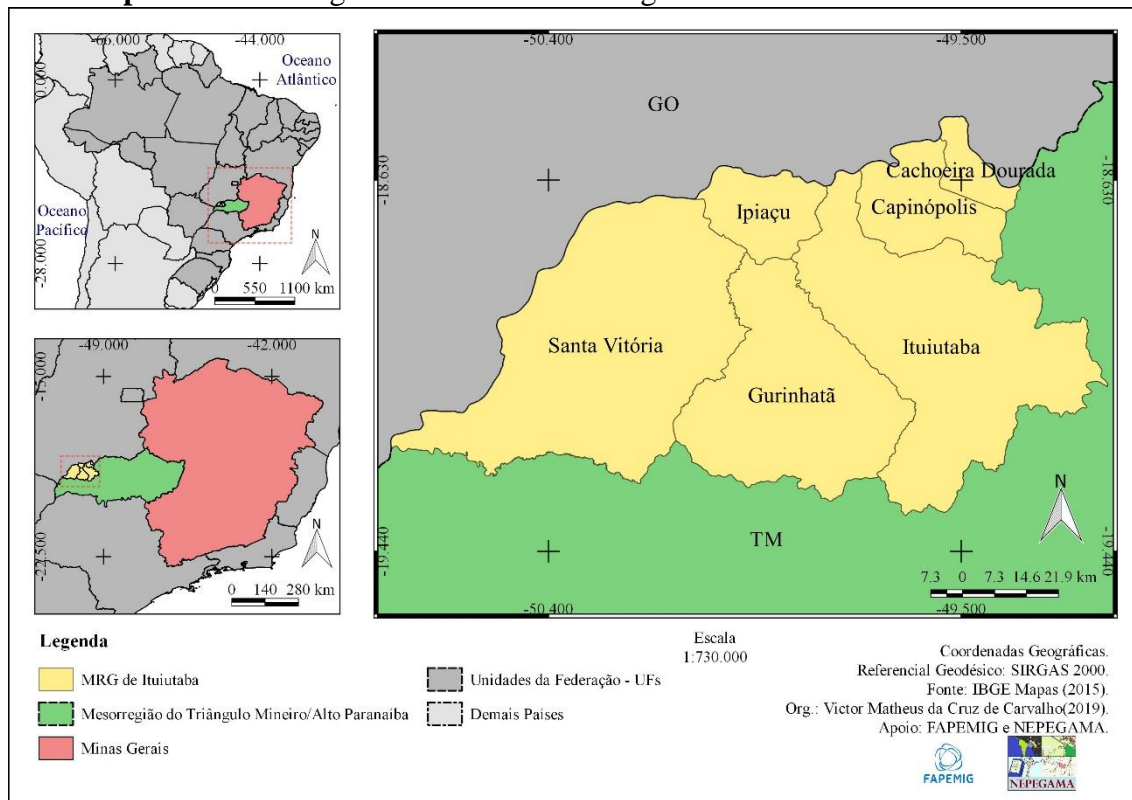 -66.000
-44.000
Oceano
Atlântico
0.000
Oceano
Pacífico
-28.000
N
0 550 1100 km
-49.000
-42.000
-15.000
-22.500
N
0 140 280 km
-50.400
-49.500
GO
-18.630
-18.630
Cachoeira Dourada
Ipiaçu
Capinópolis
Santa Vitória
Ituiutaba
Gurinhatã
N
TM
-19.440
-19.440
7.3 0 7.3 14.6 21.9 km
-50.400
-49.500
Legenda
MRG de Ituiutaba
Mesorregião do Triângulo Mineiro/Alto Paranaiba
Minas Gerais
Unidades da Federação - UFs
Demais Países
Escala
1:730.000
Coordenadas Geográficas.
Referencial Geodésico: SIRGAS 2000.
Fonte: IBGE Mapas (2015).
Org.: Victor Matheus da Cruz de Carvalho(2019).
Apoio: FAPEMIG e NEPEGAMA.
FAPEMIG
NEPEGAMA